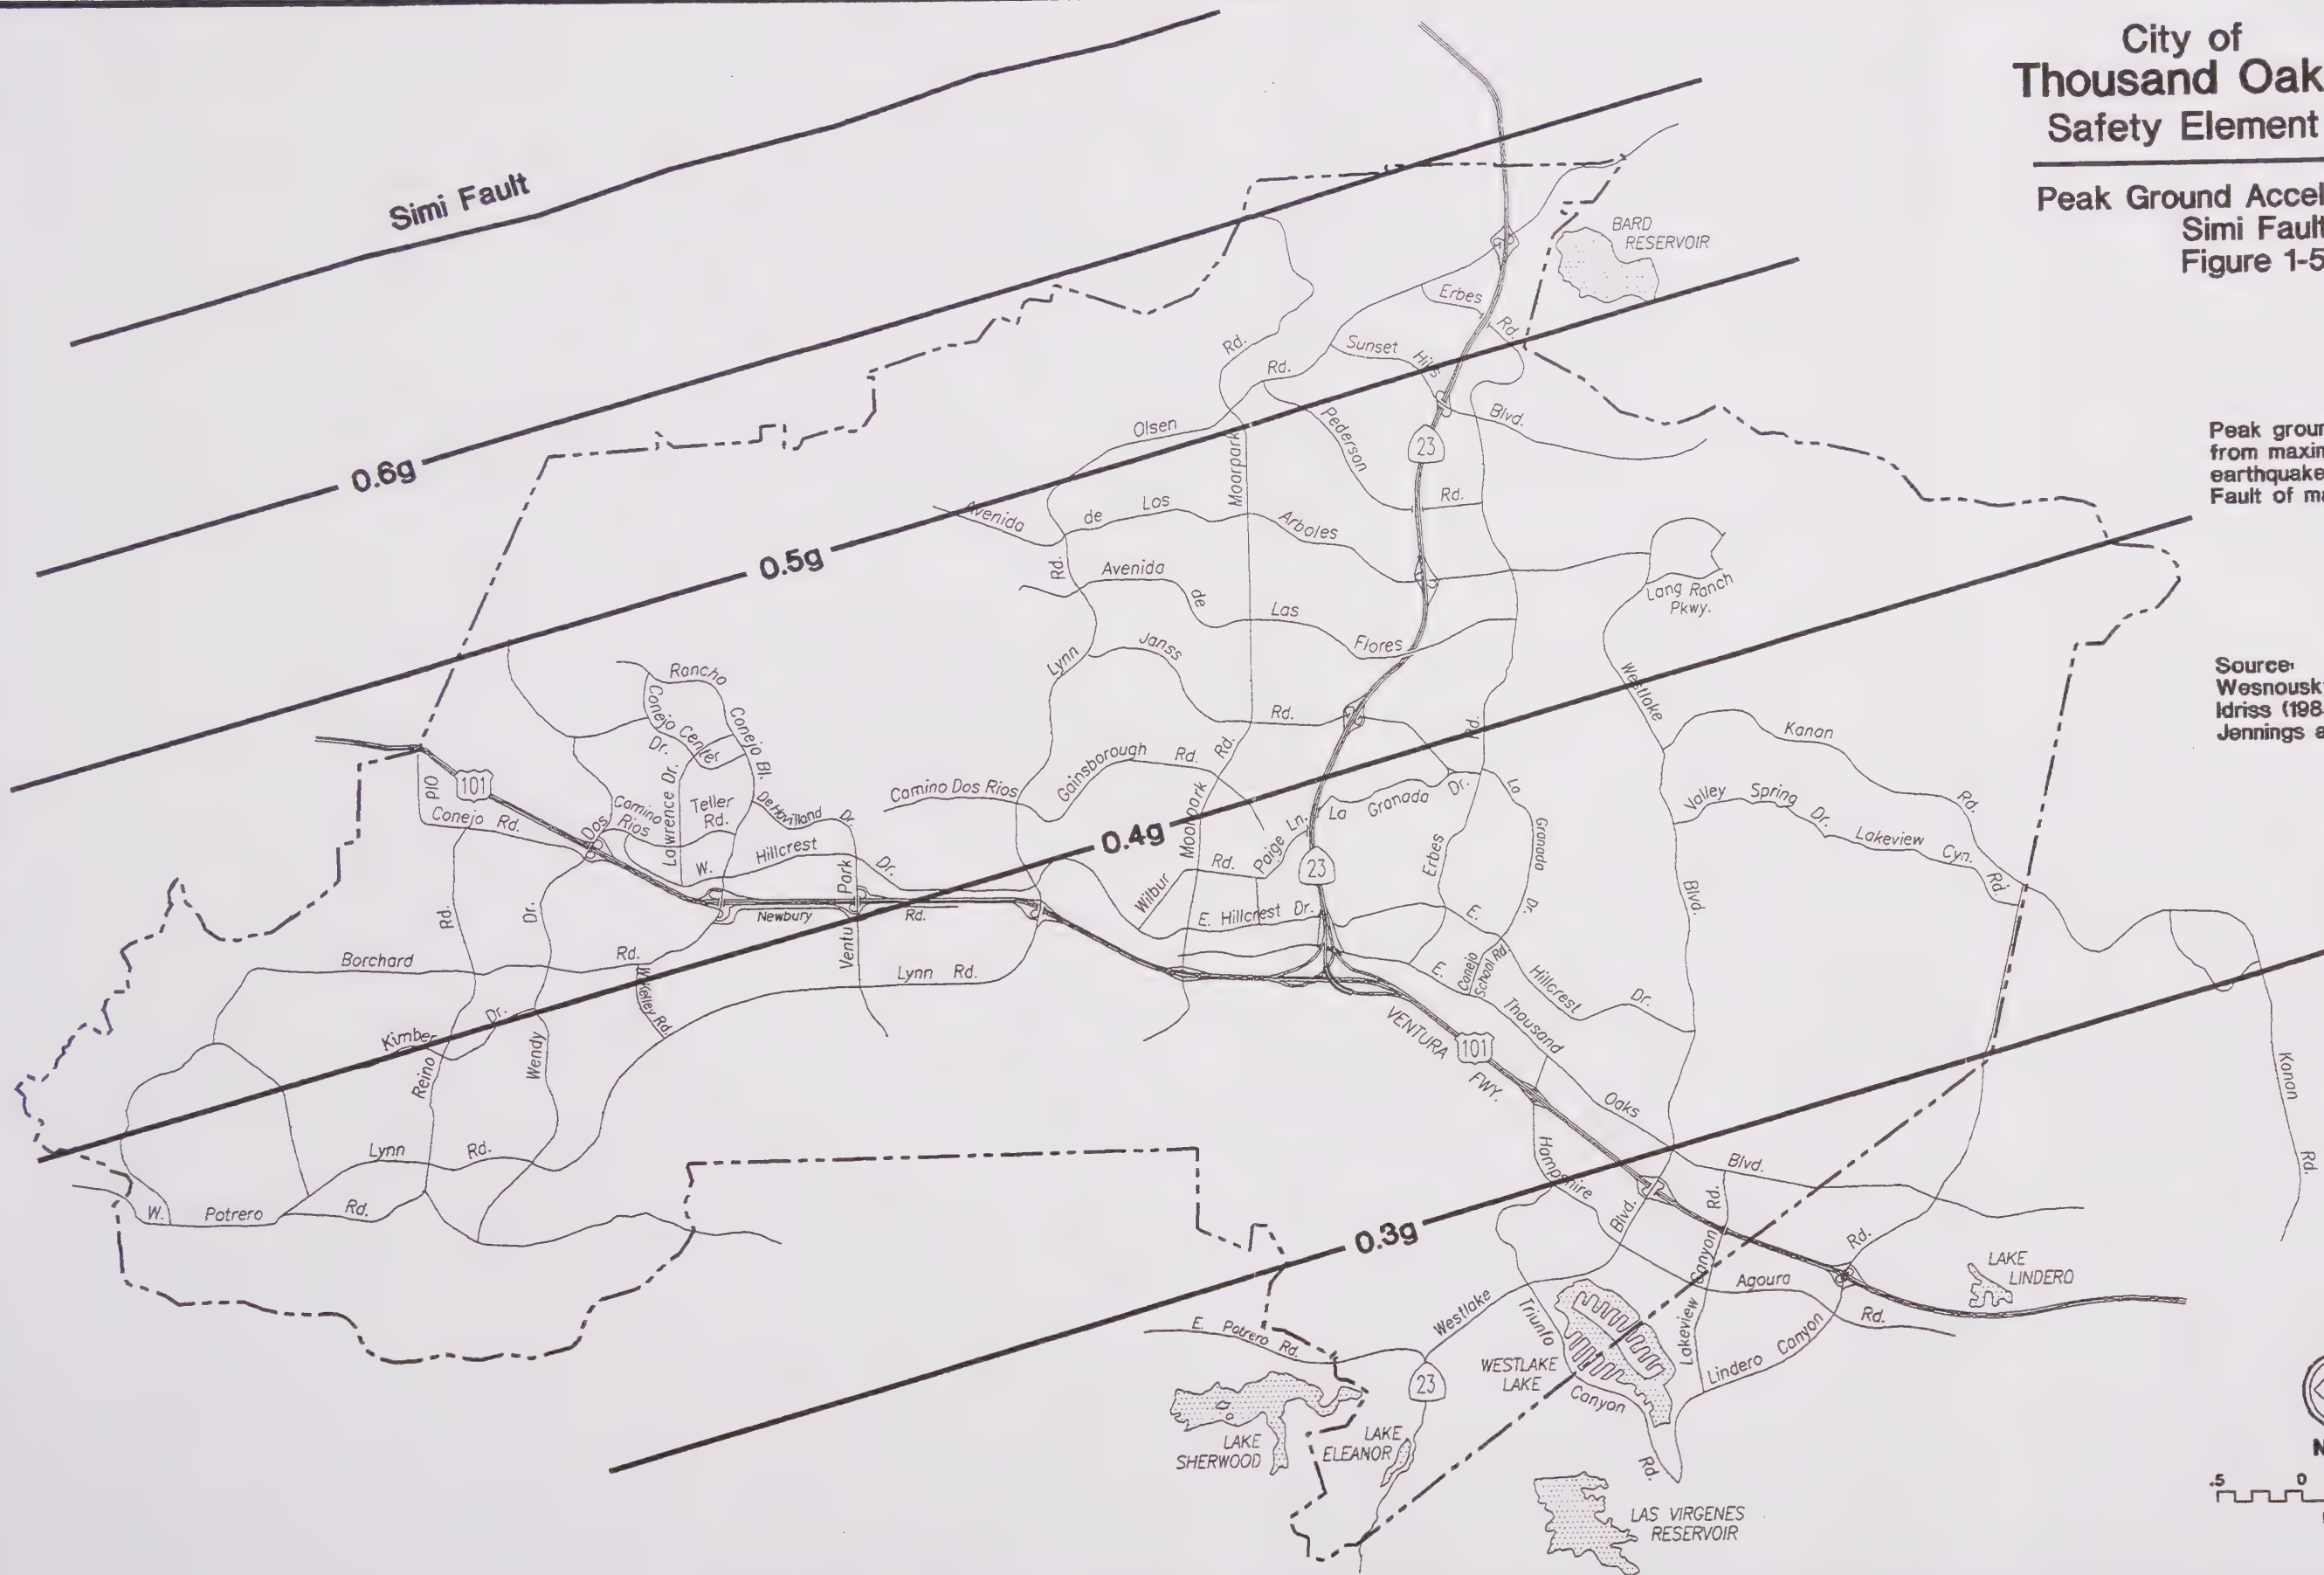 City of
Thousand Oak
Safety Element
Peak Ground Accel
Simi Fault
Figure 1-5
Simi Fault
BARD
RESERVOIR
Erbes
Rd.
Sunset
Hills
Blvd.
Rd.
Rd.
Olsen
Pederson
Rd.
23
Moorpark
Peak groun
from maxim
earthquake
Fault of ma
0.6g
0.5g
Avenida
de
Los
Arboles
Rd.
Avenida
de
Las
Flores
Lang Ranch
Pkwy.
Janss
Rd.
Lynn
Westlake
Source:
Wesnousk
Idriss (198
Jennings a
Rancho
Conejo Bl.
Conejo Center
Dr.
Rd.
Rd.
Kanan
Rd.
Gainsborough
Rd.
101
Old
Conejo Rd.
Lawrence Dr.
Teller
Rd.
Camino
Dos
Rios
De Havilland Dr.
Camino Dos Rios
La Granada Dr.
La
Granada
Dr.
Valley Spring
Dr.
Lakeview Cyn.
Rd.
0.4g
Moorpark
Paige Ln.
Erbes
W. Hillcrest
Dr.
Wilbur
Rd.
23
Ventu Park
Newbury
Rd.
E. Hillcrest Dr.
E.
Blvd.
Rd.
Dr.
Borchard
Rd.
Lynn Rd.
E.
Conejo
School Rd.
Hillcrest
Dr.
W. Kelley Rd.
Kimber
Dr.
Reino
Wendy
VENTURA
101
FWY.
Thousand
Oaks
Blvd.
Kanan
Rd.
Lynn
Rd.
W. Potrero
Rd.
Hampshire
Blvd.
Rd.
0.3g
Rd.
Agoura
Rd.
LAKE
LINDERO
E. Potrero
Rd.
Westlake
Triunfo
Canyon
Rd.
WESTLAKE
LAKE
Lakeview
Canyon
Lindero Canyon
23
LAKE
SHERWOOD
LAKE
ELEANOR
LAS VIRGENES
RESERVOIR
N
.5 0